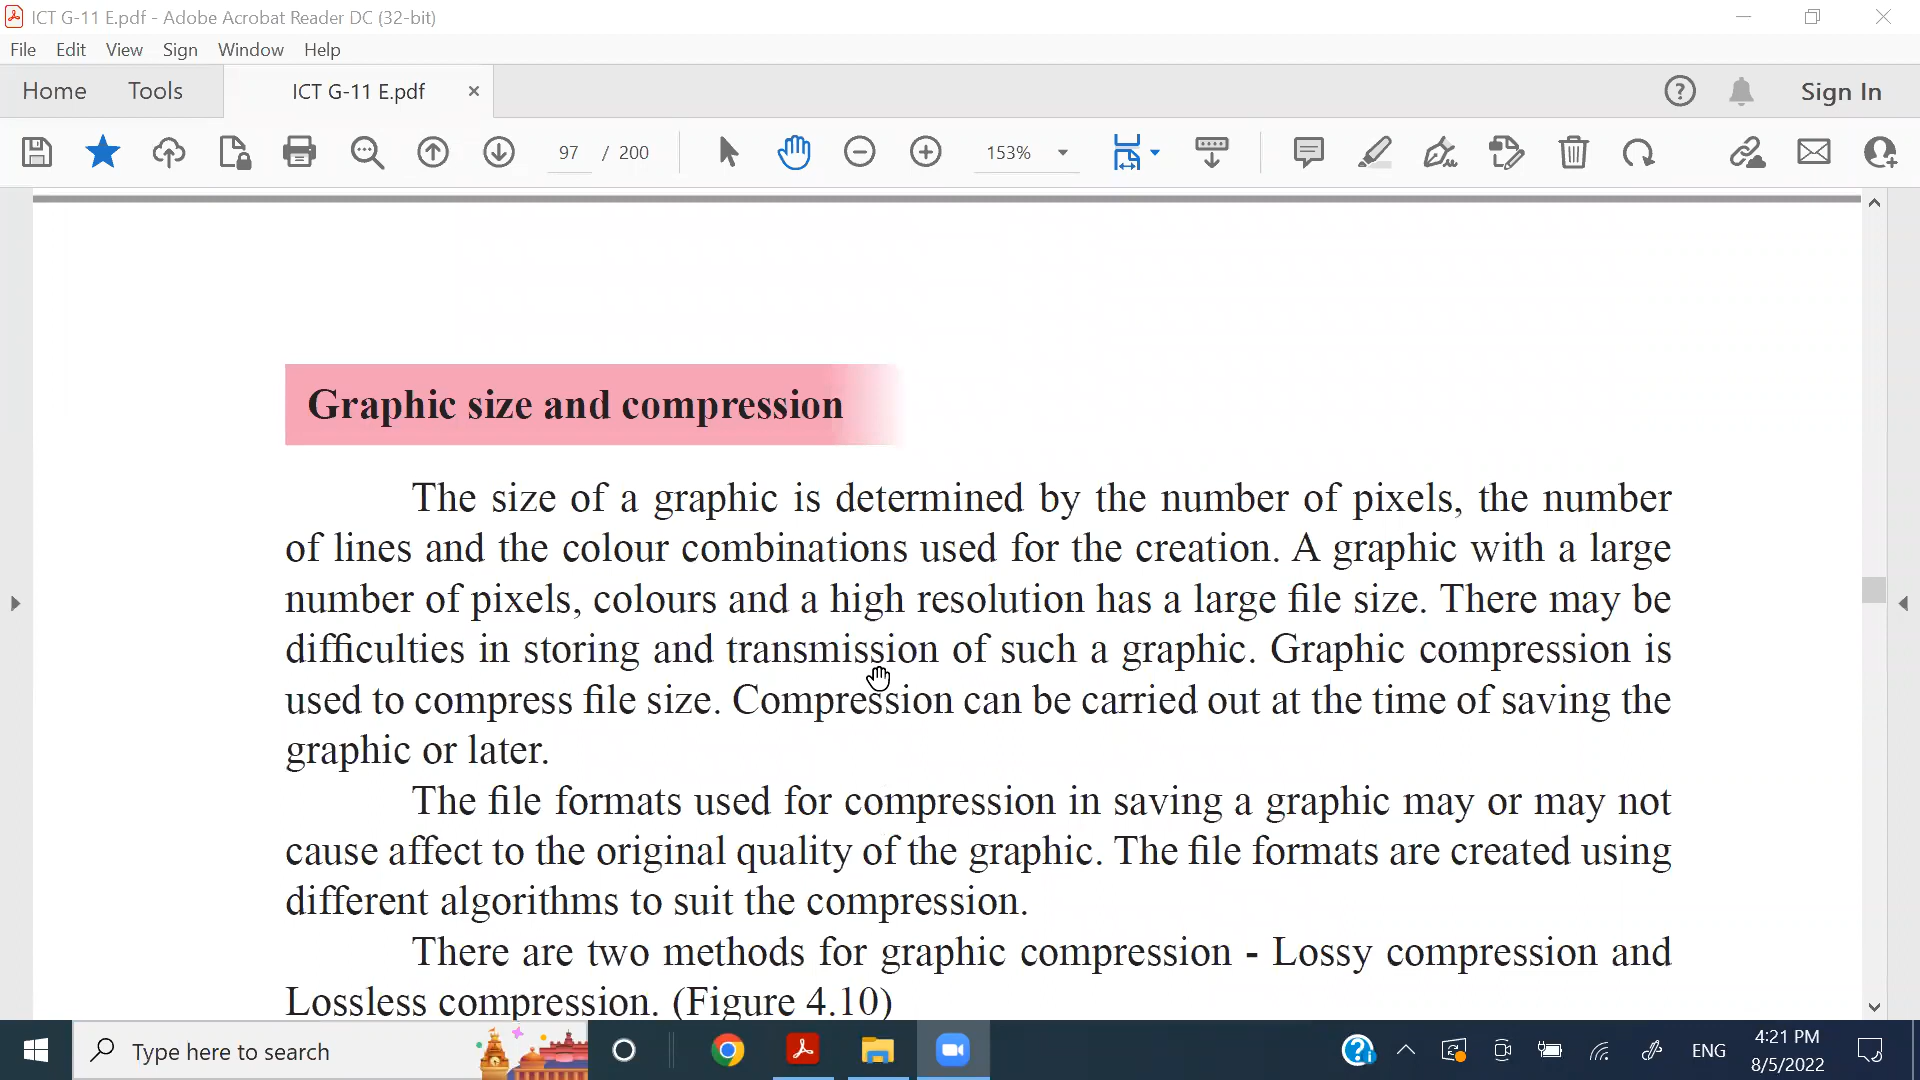 ICT G-11 E.pdf - Adobe Acrobat Reader DC (32-bit)
File Edit View Sign Window Help
Home Tools ICT G-11 E.pdf × Sign In
97 / 200 153%
Graphic size and compression
The size of a graphic is determined by the number of pixels, the number
of lines and the colour combinations used for the creation. A graphic with a large
number of pixels, colours and a high resolution has a large file size. There may be
difficulties in storing and transmission of such a graphic. Graphic compression is
used to compress file size. Compression can be carried out at the time of saving the
graphic or later.
The file formats used for compression in saving a graphic may or may not
cause affect to the original quality of the graphic. The file formats are created using
different algorithms to suit the compression.
There are two methods for graphic compression - Lossy compression and
Lossless compression. (Figure 4.10)
Type here to search
ENG
4:21 PM
8/5/2022